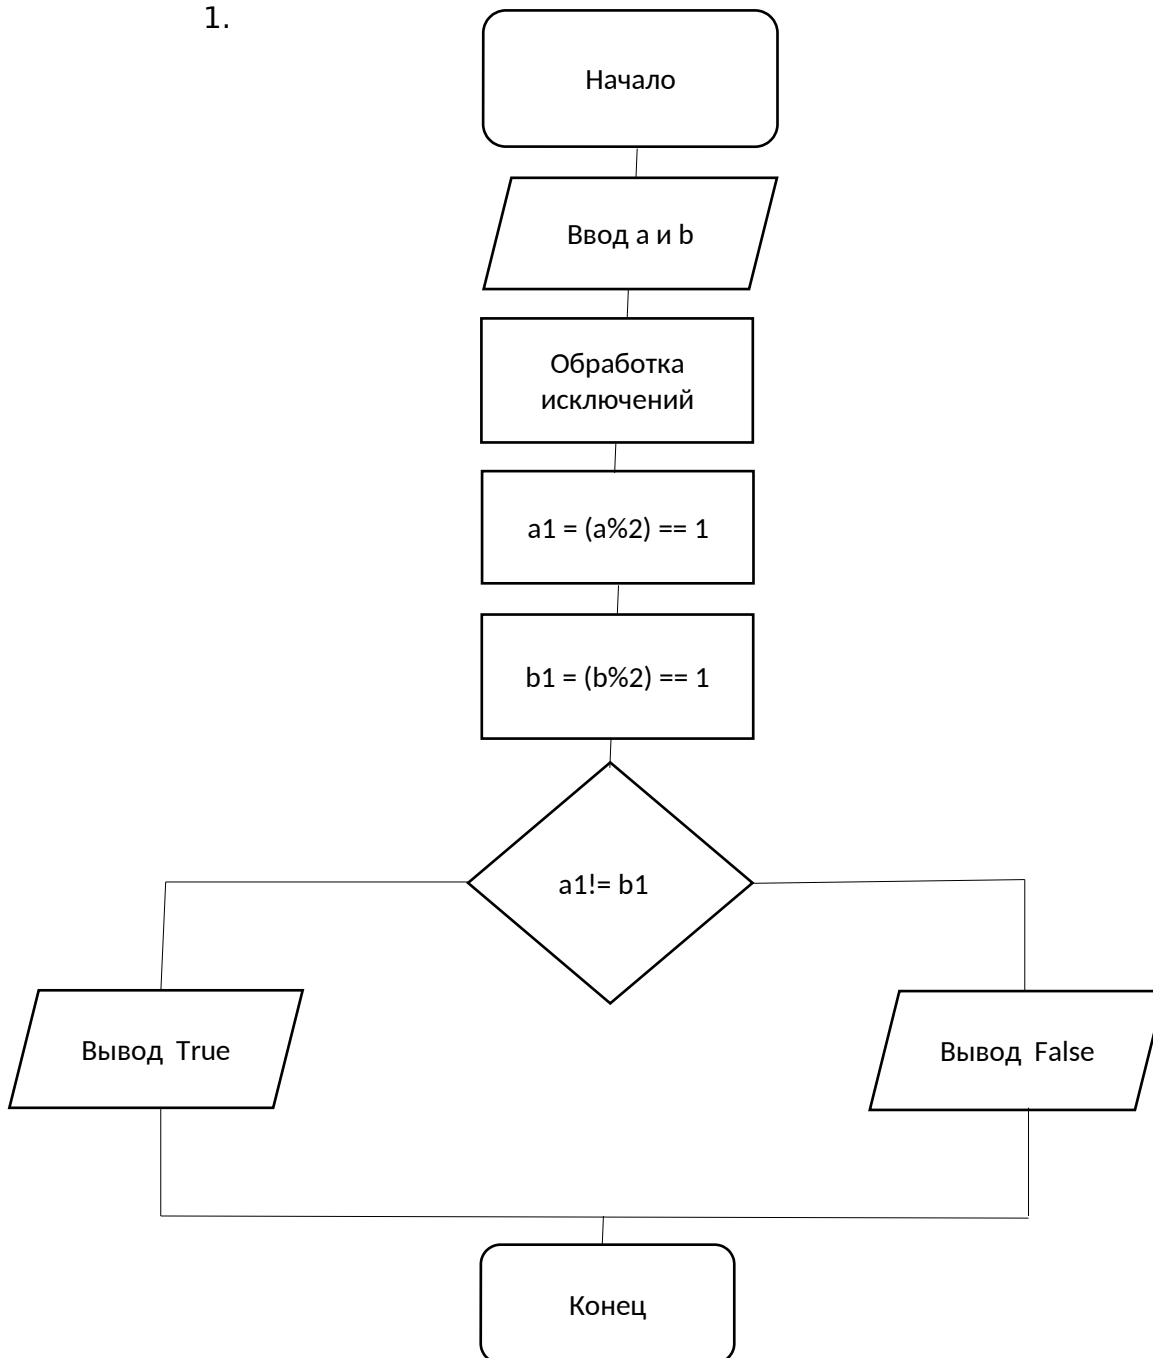 1.
Начало
Ввод a и b
Обработка
исключений
a1 = (a%2) == 1
b1 = (b%2) == 1
a1!= b1
Вывод  True
Вывод  False
Конец